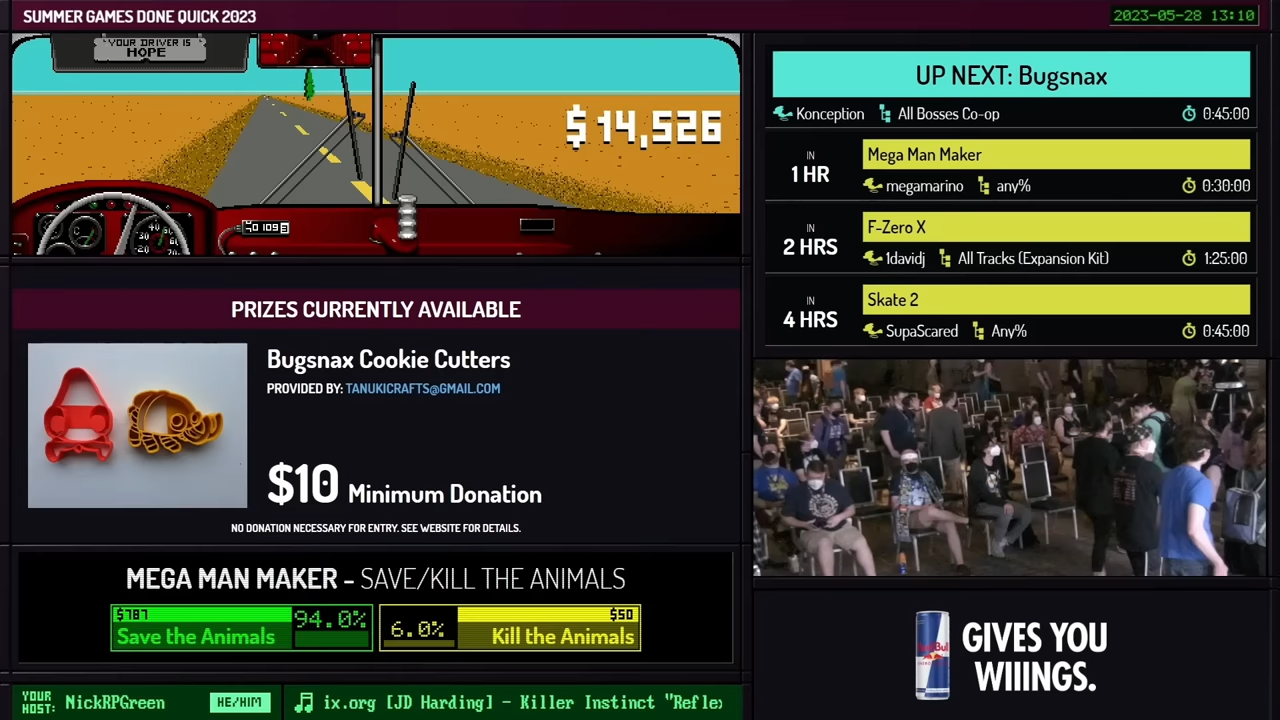 SUMMER GAMES DONE QUICK 2023
2023-05-28 13:10
YOUR DRIVER IS
HOPE
$14,526
UP NEXT: Bugsnax
Konception All Bosses Co-op 0:45:00
IN
1 HR
Mega Man Maker
megamarino any% 0:30:00
IN
2 HRS
F-Zero X
1davidj All Tracks (Expansion Kit) 1:25:00
IN
4 HRS
Skate 2
SupaScared Any% 0:45:00
PRIZES CURRENTLY AVAILABLE
Bugsnax Cookie Cutters
PROVIDED BY: TANUKICRAFTS@GMAIL.COM
$10 Minimum Donation
NO DONATION NECESSARY FOR ENTRY. SEE WEBSITE FOR DETAILS.
MEGA MAN MAKER - SAVE/KILL THE ANIMALS
$787 94.0%
Save the Animals
6.0% $50
Kill the Animals
RedBull
GIVES YOU
WIIINGS.
YOUR
HOST: NickRPGreen HE/HIM
ix.org [JD Harding] - Killer Instinct "Reflex